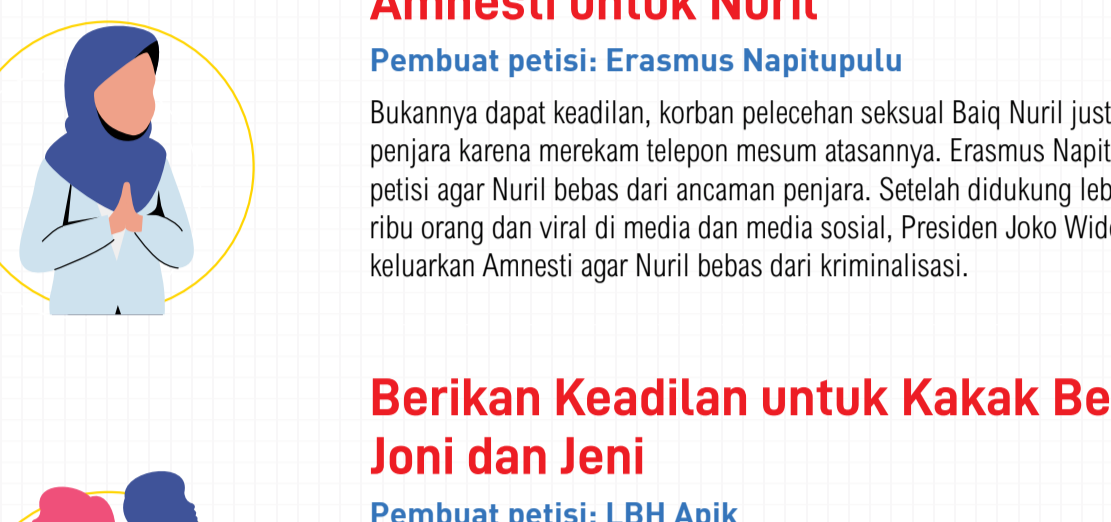 Amnesti untuk Nuril
Pembuat petisi: Erasmus Napitupulu
Bukannya dapat keadilan, korban pelecehan seksual Baiq Nuril just
penjara karena merekam telepon mesum atasannya. Erasmus Napit
petisi agar Nuril bebas dari ancaman penjara. Setelah didukung leb
ribu orang dan viral di media dan media sosial, Presiden Joko Wid
keluarkan Amnesti agar Nuril bebas dari kriminalisasi.
Berikan Keadilan untuk Kakak Be
Joni dan Jeni
Pembuat petisi: LBH Apik